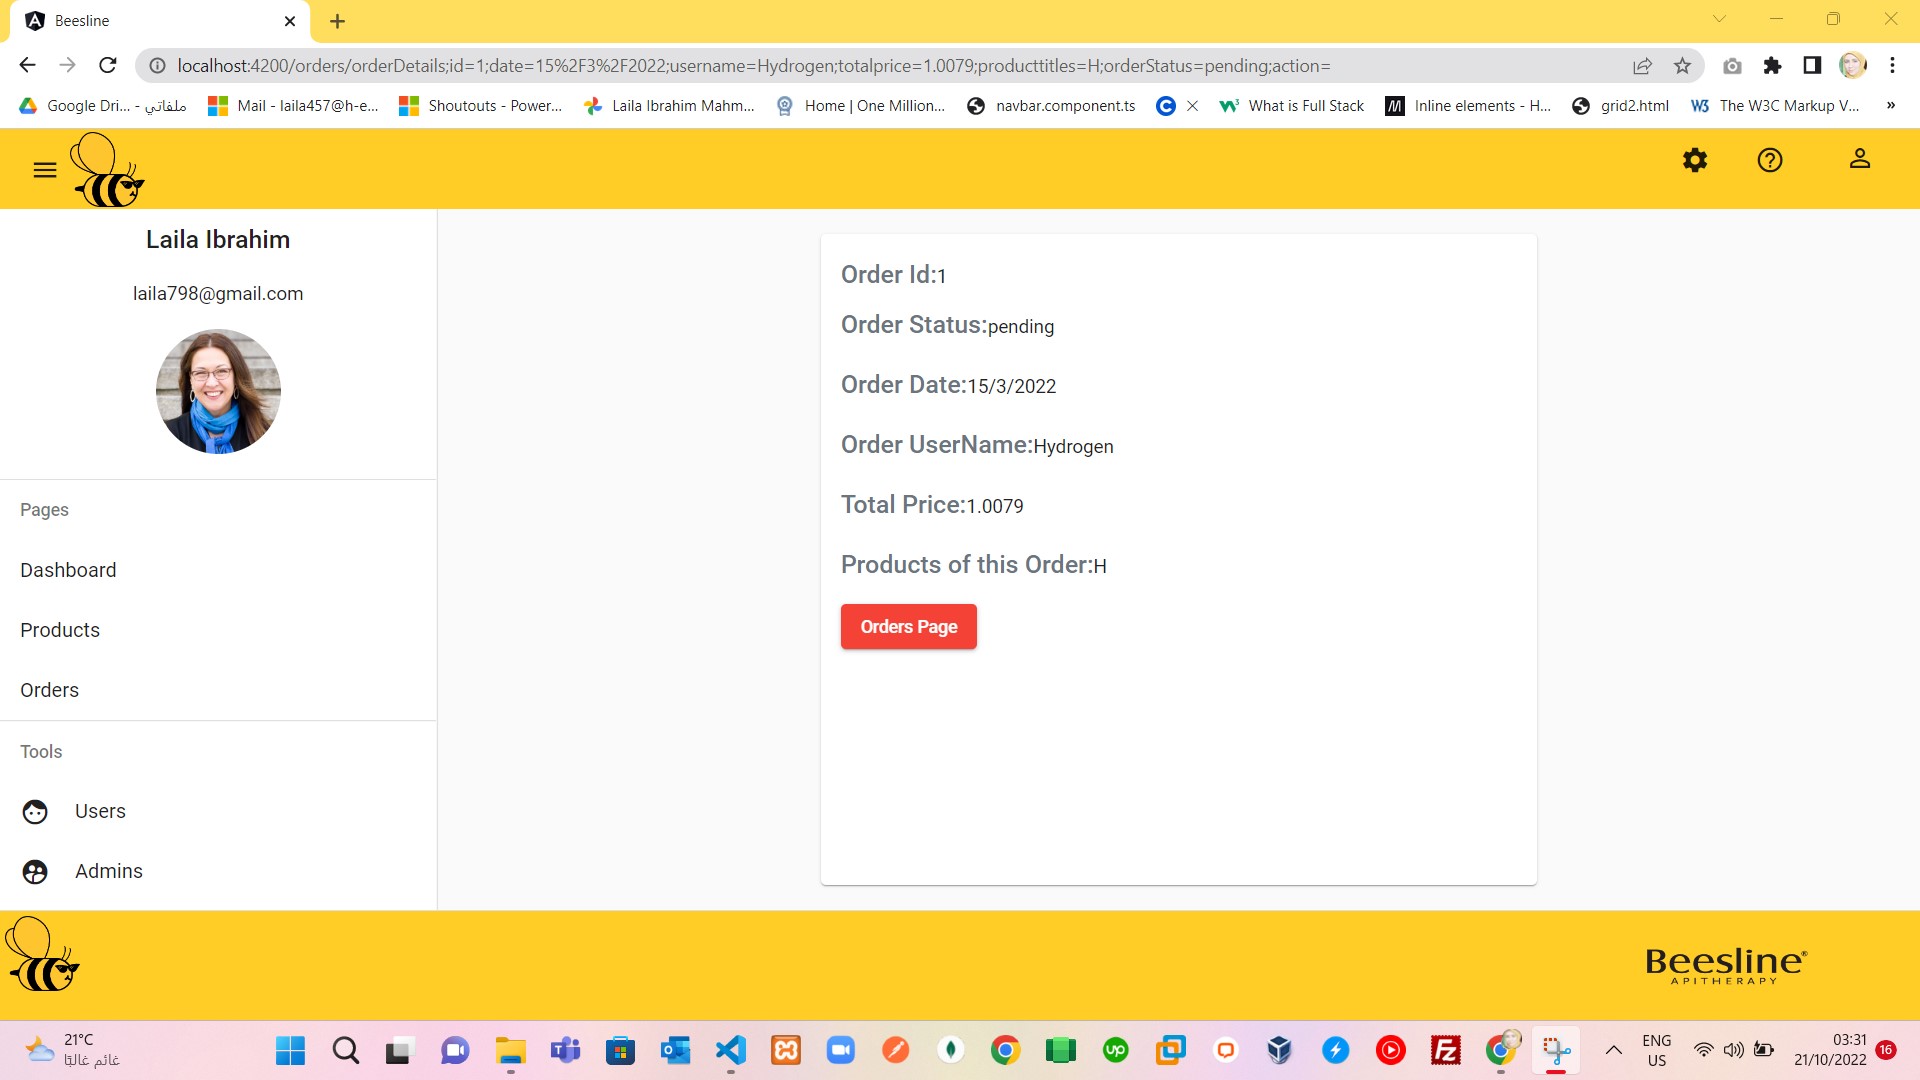 Beesline
localhost:4200/orders/orderDetails;id=1;date=15%2F3%2F2022;username=Hydrogen;totalprice=1.0079;producttitles=H;orderStatus=pending;action=
Google Dri... - ملفاتي
Mail - laila457@h-e...
Shoutouts - Power...
Laila Ibrahim Mahm...
Home | One Million...
navbar.component.ts
What is Full Stack
Inline elements - H...
grid2.html
The W3C Markup V...
»
Laila Ibrahim
laila798@gmail.com
Pages
Dashboard
Products
Orders
Tools
Users
Admins
Order Id:1
Order Status:pending
Order Date:15/3/2022
Order UserName:Hydrogen
Total Price:1.0079
Products of this Order:H
Orders Page
Beesline®
APITHERAPY
21°C
غائم غالبًا
ENG
US
03:31
21/10/2022
16